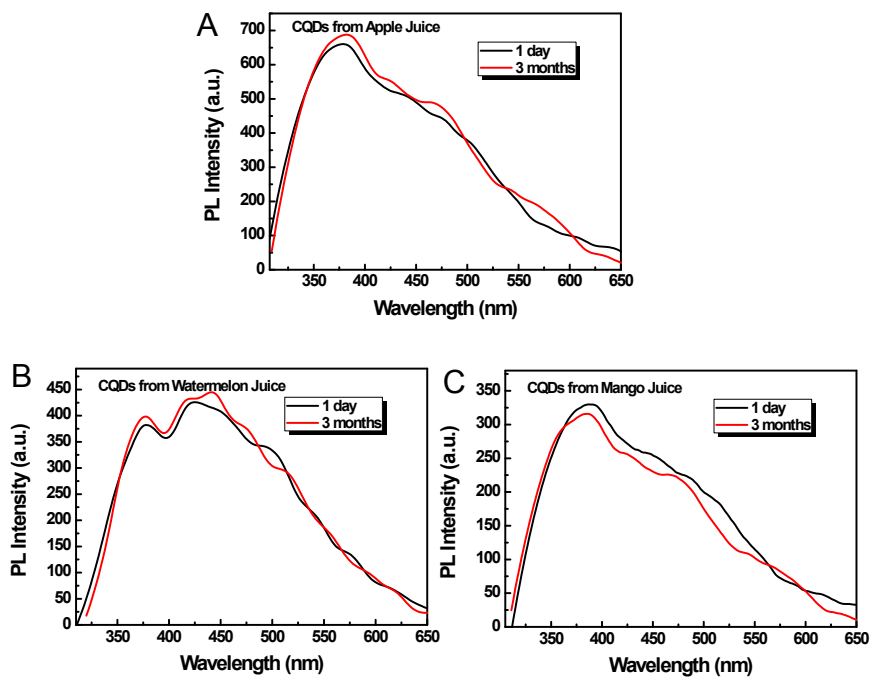 A
CQDs from Apple Juice
1 day
3 months
PL Intensity (a.u.)
700
600
500
400
300
200
100
0
350 400 450 500 550 600 650
Wavelength (nm)
B
CQDs from Watermelon Juice
1 day
3 months
PL Intensity (a.u.)
450
400
350
300
250
200
150
100
50
0
350 400 450 500 550 600 650
Wavelength (nm)
C
CQDs from Mango Juice
1 day
3 months
PL Intensity (a.u.)
350
300
250
200
150
100
50
0
350 400 450 500 550 600 650
Wavelength (nm)